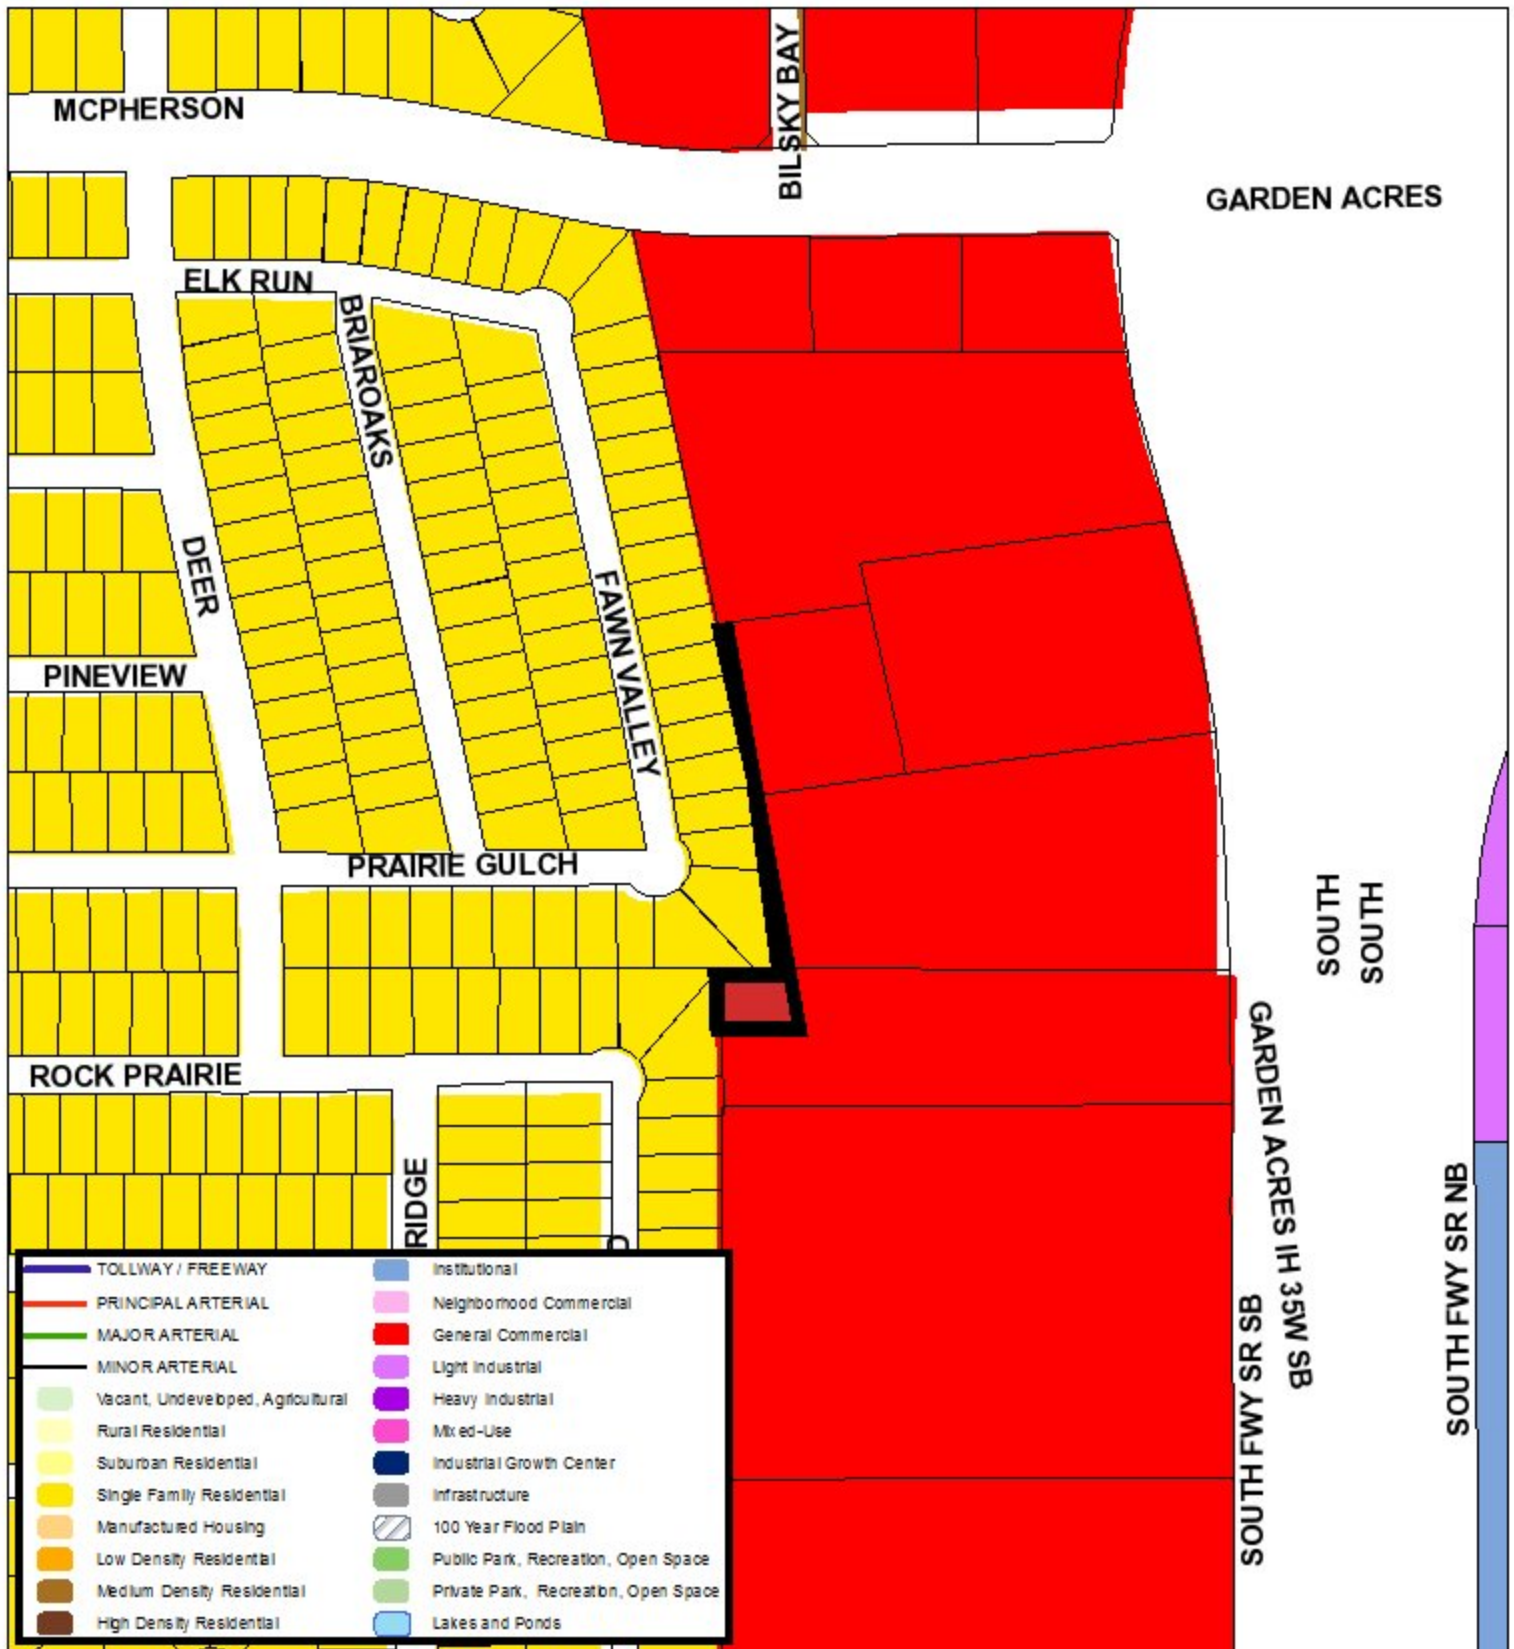 BILSKY BAY
MCPHERSON
GARDEN ACRES
ELK RUN
BRIAROAKS
DEER
FAWN VALLEY
PINEVIEW
PRAIRIE GULCH
SOUTH
SOUTH
GARDEN ACRES IH 35W SB
ROCK PRAIRIE
RIDGE
SOUTH FWY SR NB
SOUTH FWY SR SB
TOLLWAY / FREEWAY
PRINCIPAL ARTERIAL
MAJOR ARTERIAL
MINOR ARTERIAL
Vacant, Undeveloped, Agricultural
Rural Residential
Suburban Residential
Single Family Residential
Manufactured Housing
Low Density Residential
Medium Density Residential
High Density Residential
Institutional
Neighborhood Commercial
General Commercial
Light Industrial
Heavy Industrial
Mixed-Use
Industrial Growth Center
Infrastructure
100 Year Flood Plain
Public Park, Recreation, Open Space
Private Park, Recreation, Open Space
Lakes and Ponds